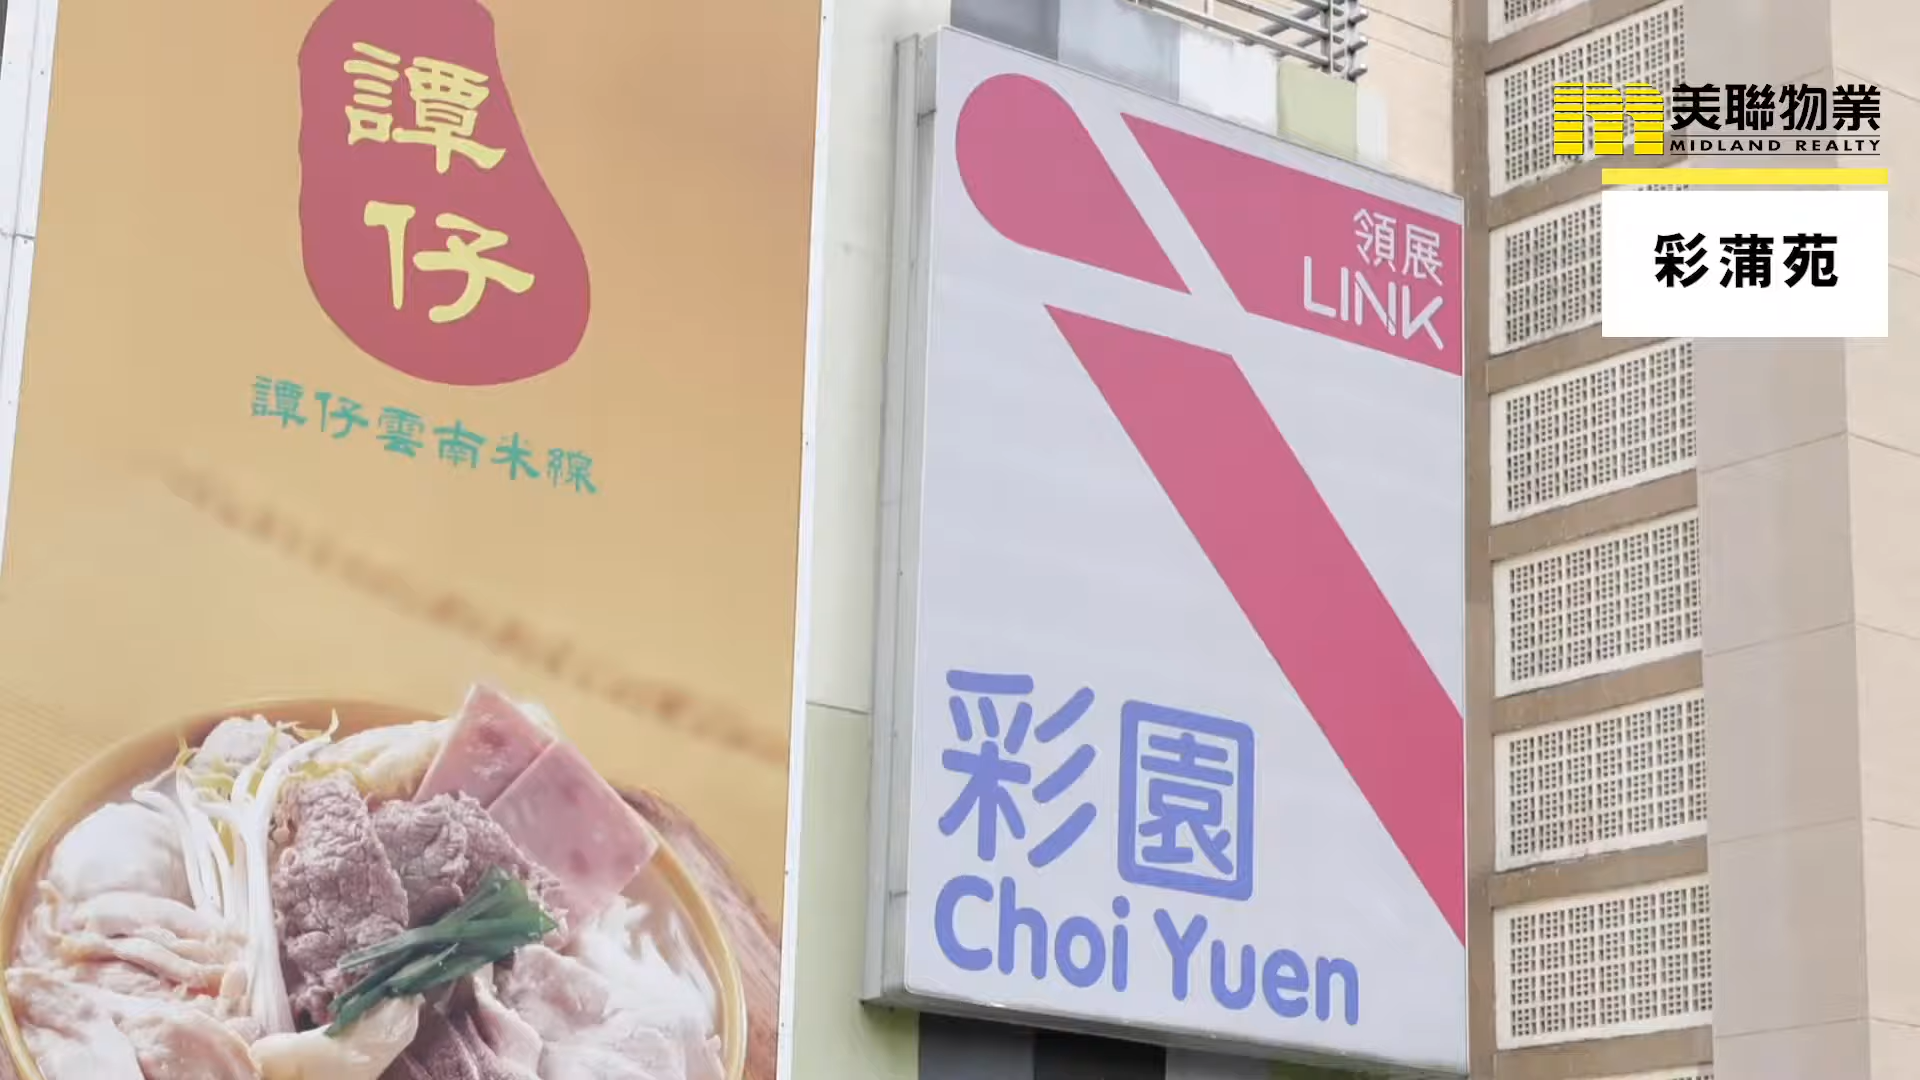 譚
仔
譚仔雲南米線
領展
LINK
彩園
Choi Yuen
美聯物業
MIDLAND REALTY
彩蒲苑